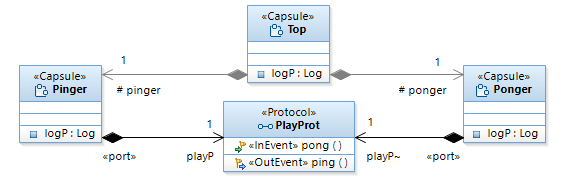 «Capsule»
Top
logP : Log
1
# pinger
1
# ponger
«Capsule»
Pinger
logP : Log
«Capsule»
Ponger
logP : Log
«Protocol»
PlayProt
«InEvent» pong ( )
«OutEvent» ping ( )
1
«port»
playP
1
playP~
«port»